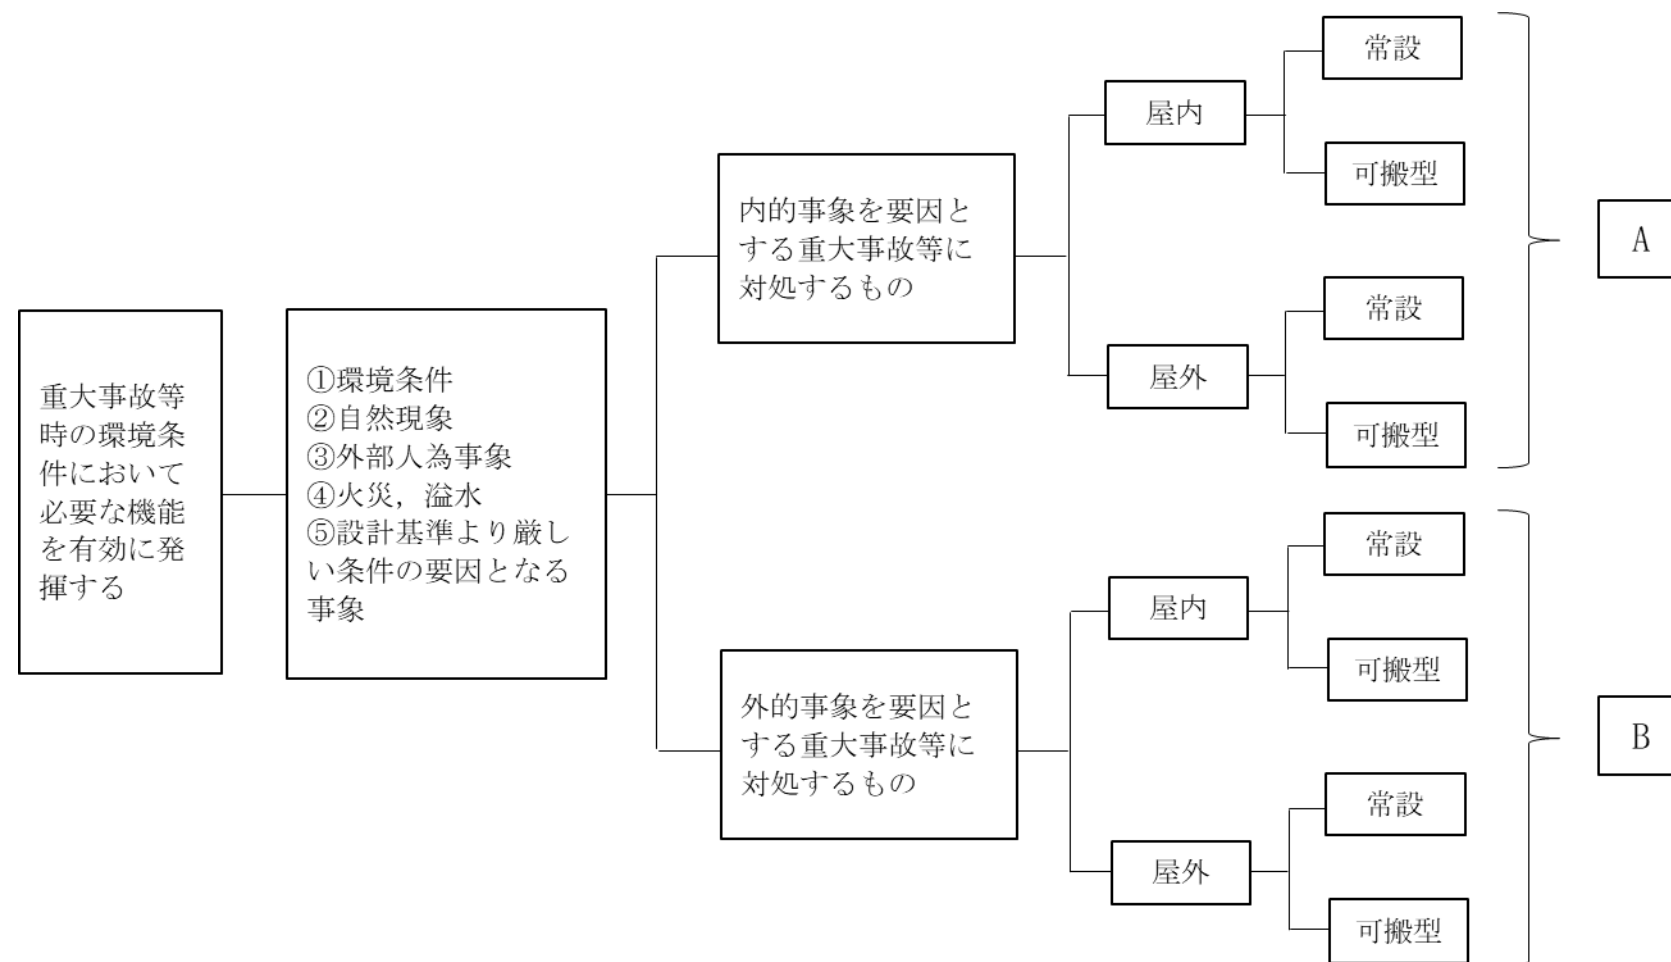 重大事故等
時の環境条
件において
必要な機能
を有効に発
揮する
①環境条件
②自然現象
③外部人為事象
④火災，溢水
⑤設計基準より厳し
い条件の要因となる
事象
内的事象を要因と
する重大事故等に
対処するもの
屋内
常設
可搬型
屋外
常設
可搬型
A
外的事象を要因と
する重大事故等に
対処するもの
屋内
常設
可搬型
屋外
常設
可搬型
B